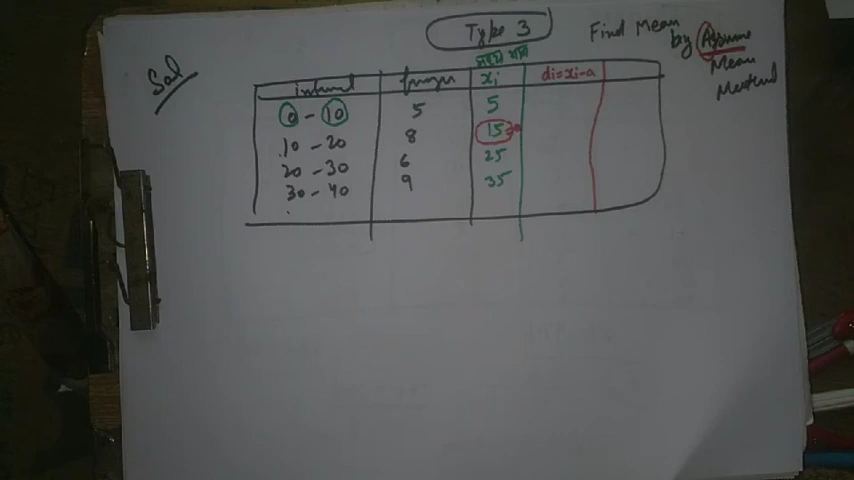 Type 3
Find Mean
by Assume
Mean
Method
Sol
interval frequency xi di=xi-a
0 - 10 5 5
10 - 20 8 15
20 - 30 6 25
30 - 40 9 35